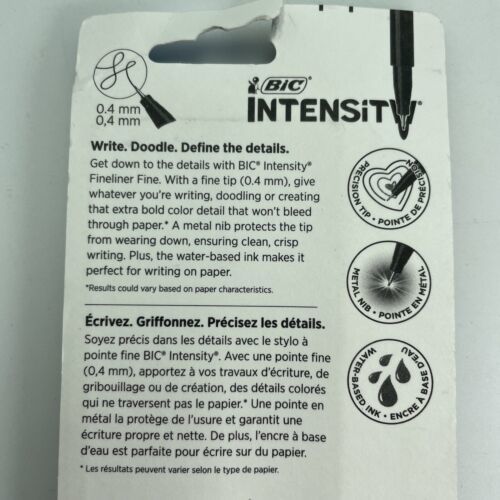 0.4 mm
0,4 mm
BIC®
INTENSITY®
Write. Doodle. Define the details.
Get down to the details with BIC® Intensity®
Fineliner Fine. With a fine tip (0.4 mm), give
whatever you're writing, doodling or creating
that extra bold color detail that won't bleed
through paper.* A metal nib protects the tip
from wearing down, ensuring clean, crisp
writing. Plus, the water-based ink makes it
perfect for writing on paper.
*Results could vary based on paper characteristics.
PRECISION TIP • POINTE DE PRÉCISION
METAL NIB • POINTE EN MÉTAL
WATER-BASED INK • ENCRE À BASE D'EAU
Écrivez. Griffonnez. Précisez les détails.
Soyez précis dans les détails avec le stylo à
pointe fine BIC® Intensity®. Avec une pointe fine
(0,4 mm), apportez à vos travaux d'écriture, de
gribouillage ou de création, des détails colorés
qui ne traversent pas le papier.* Une pointe en
métal la protège de l'usure et garantit une
écriture propre et nette. De plus, l'encre à base
d'eau est parfaite pour écrire sur du papier.
* Les résultats peuvent varier selon le type de papier.